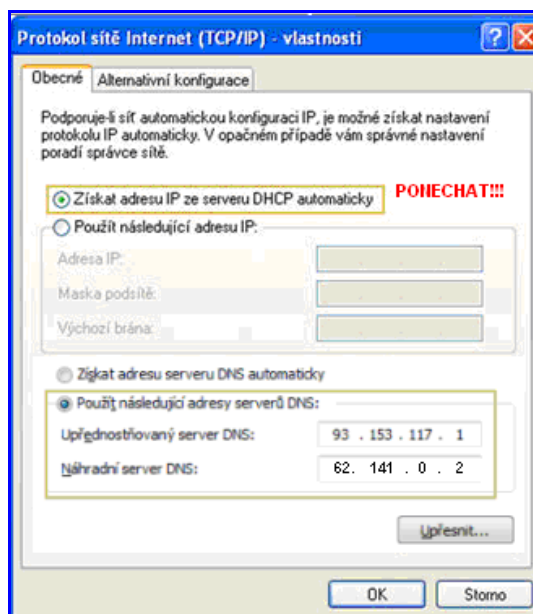 Protokol sítě Internet (TCP/IP) - vlastnosti
Obecné Alternativní konfigurace
Podporuje-li síť automatickou konfiguraci IP, je možné získat nastavení
protokolu IP automaticky. V opačném případě vám správné nastavení
poradí správce sítě.
Získat adresu IP ze serveru DHCP automaticky PONECHAT!!!
Použít následující adresu IP:
Adresa IP:
Maska podsítě:
Výchozí brána:
Získat adresu serveru DNS automaticky
Použít následující adresy serverů DNS:
Upřednostňovaný server DNS: 93 . 153 . 117 . 1
Náhradní server DNS: 62. 141 . 0 . 2
Upřesnit...
OK Storno